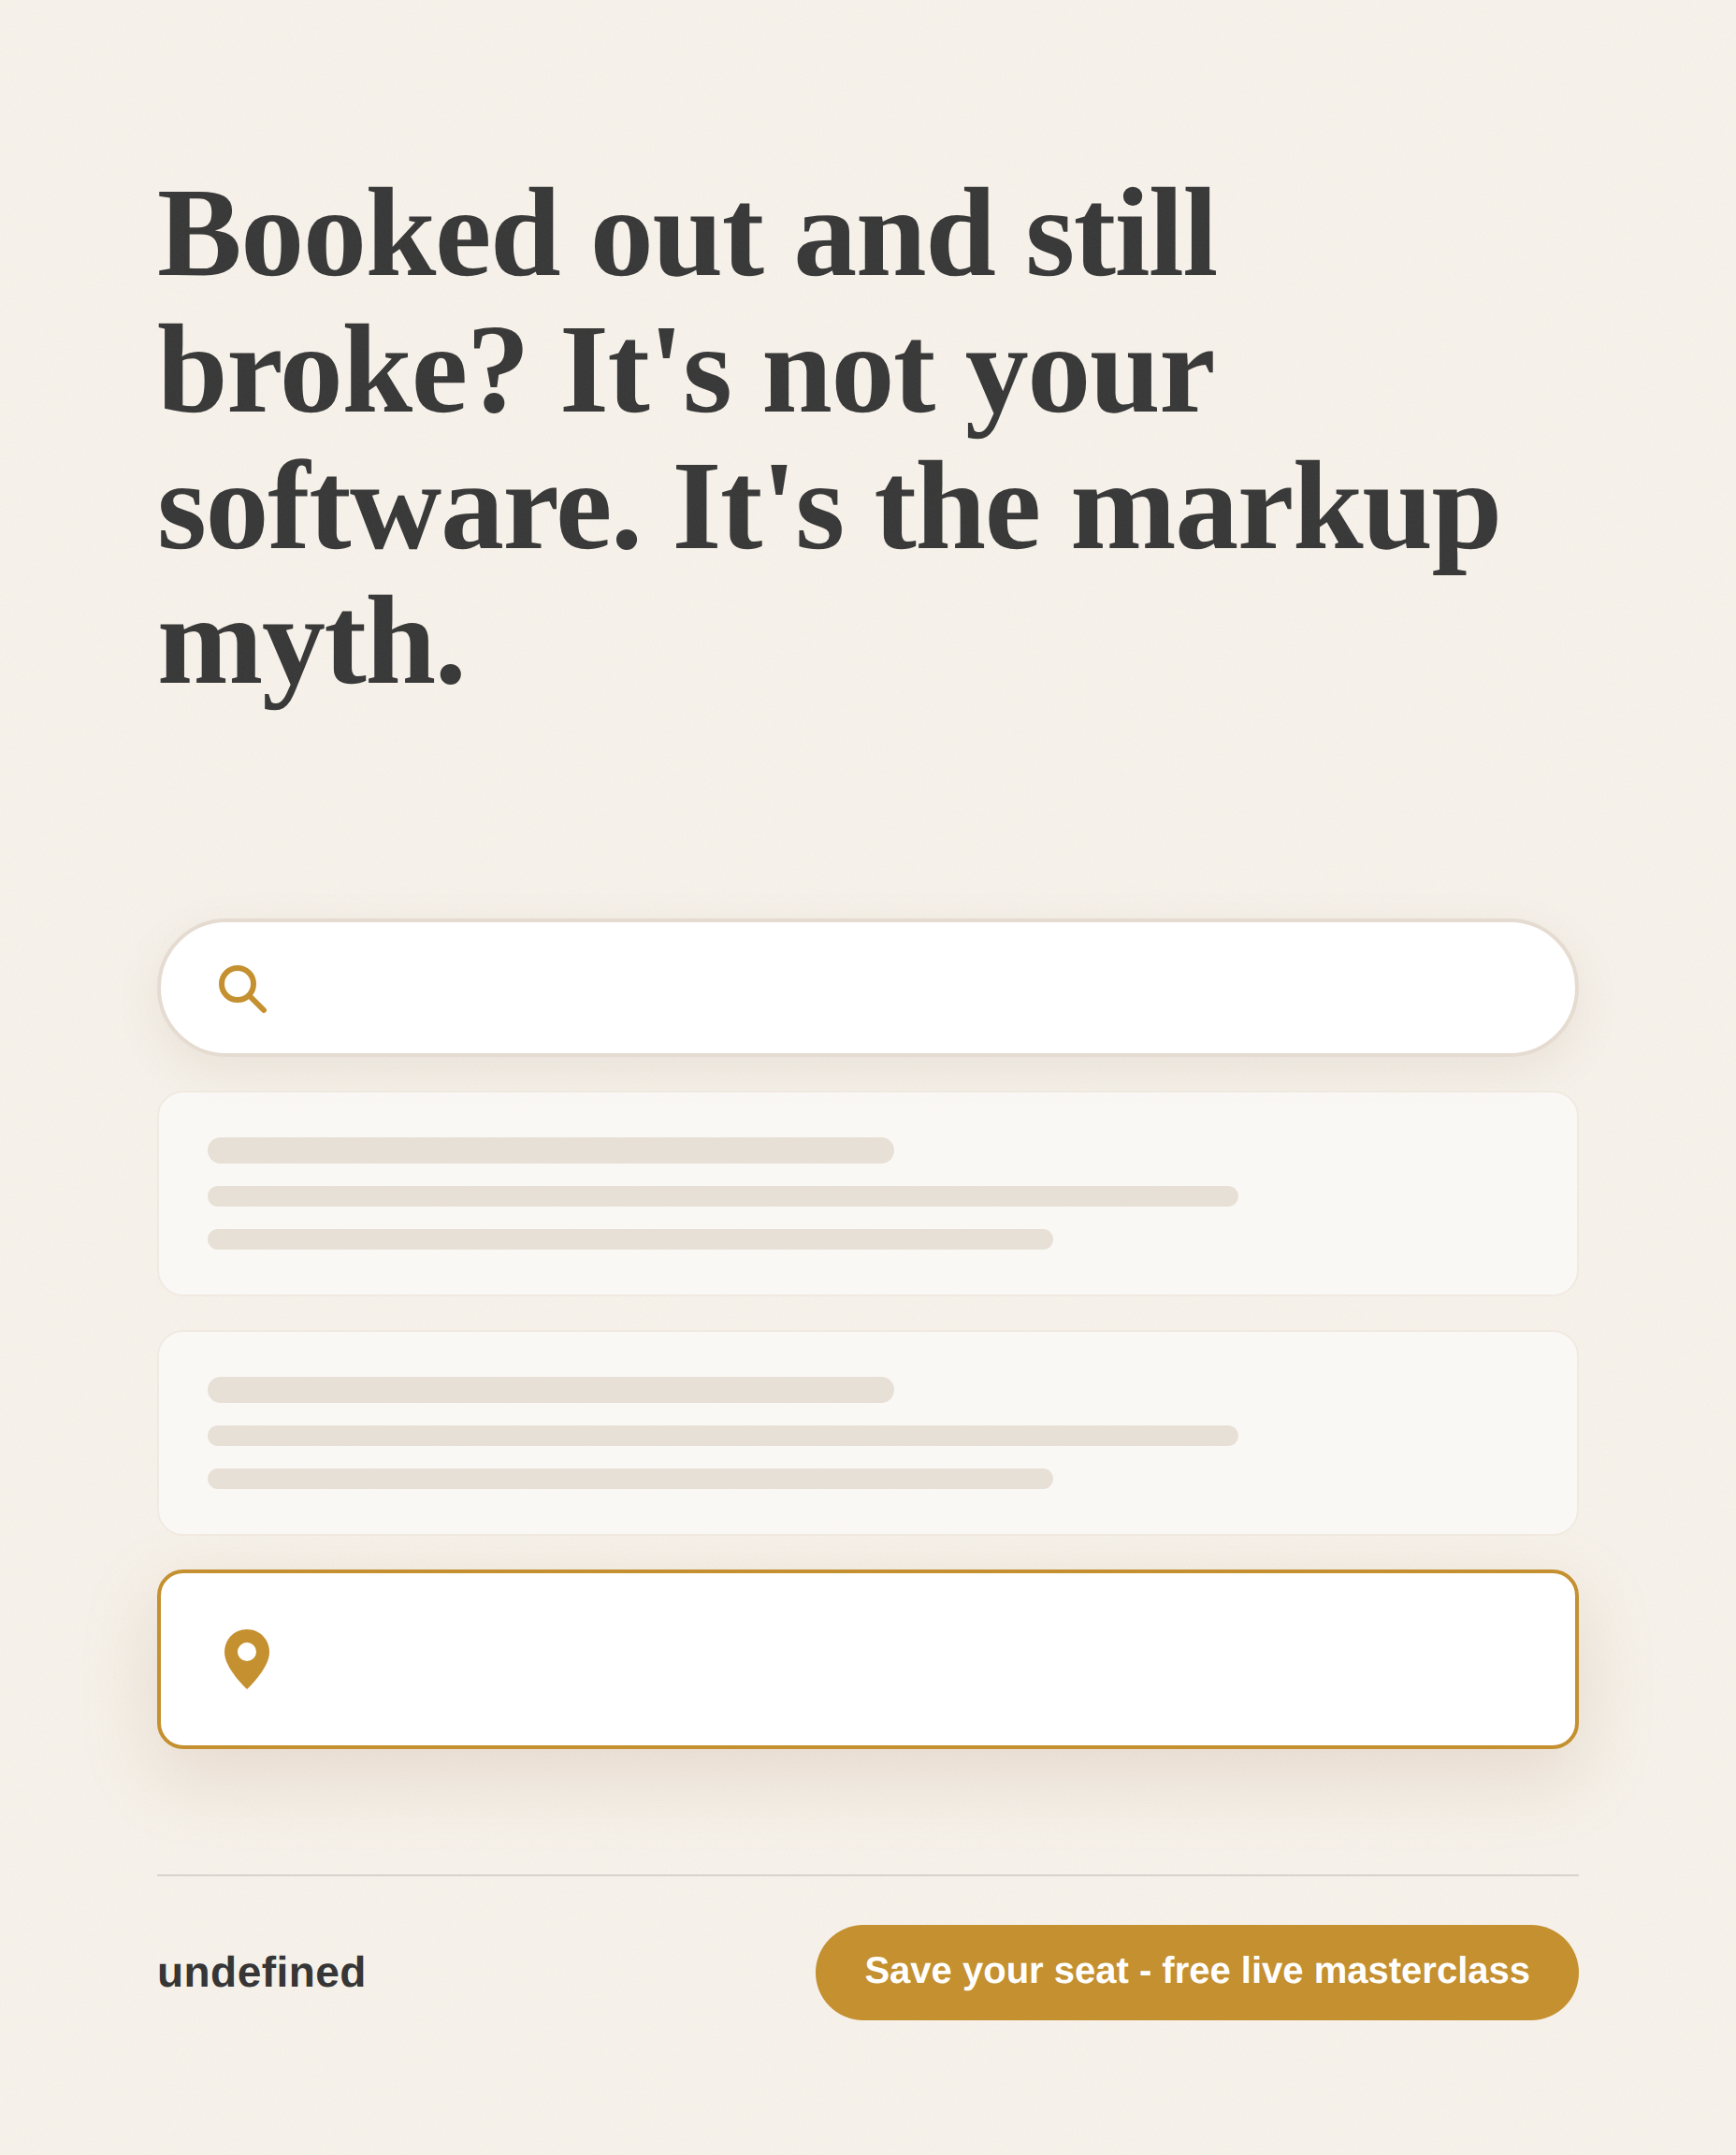 Booked out and still
broke? It's not your
software. It's the markup
myth.
undefined
Save your seat - free live masterclass